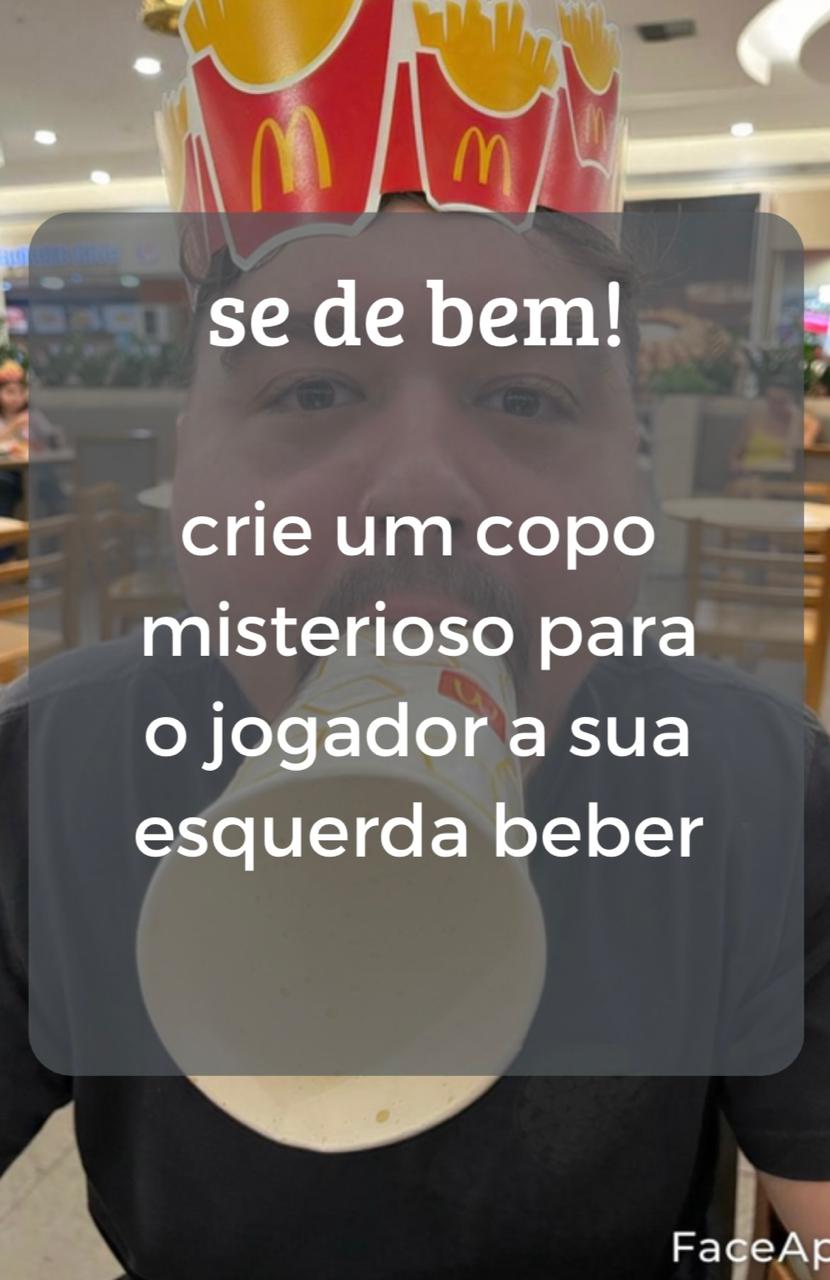 se de bem!
crie um copo
misterioso para
o jogador a sua
esquerda beber
FaceAp